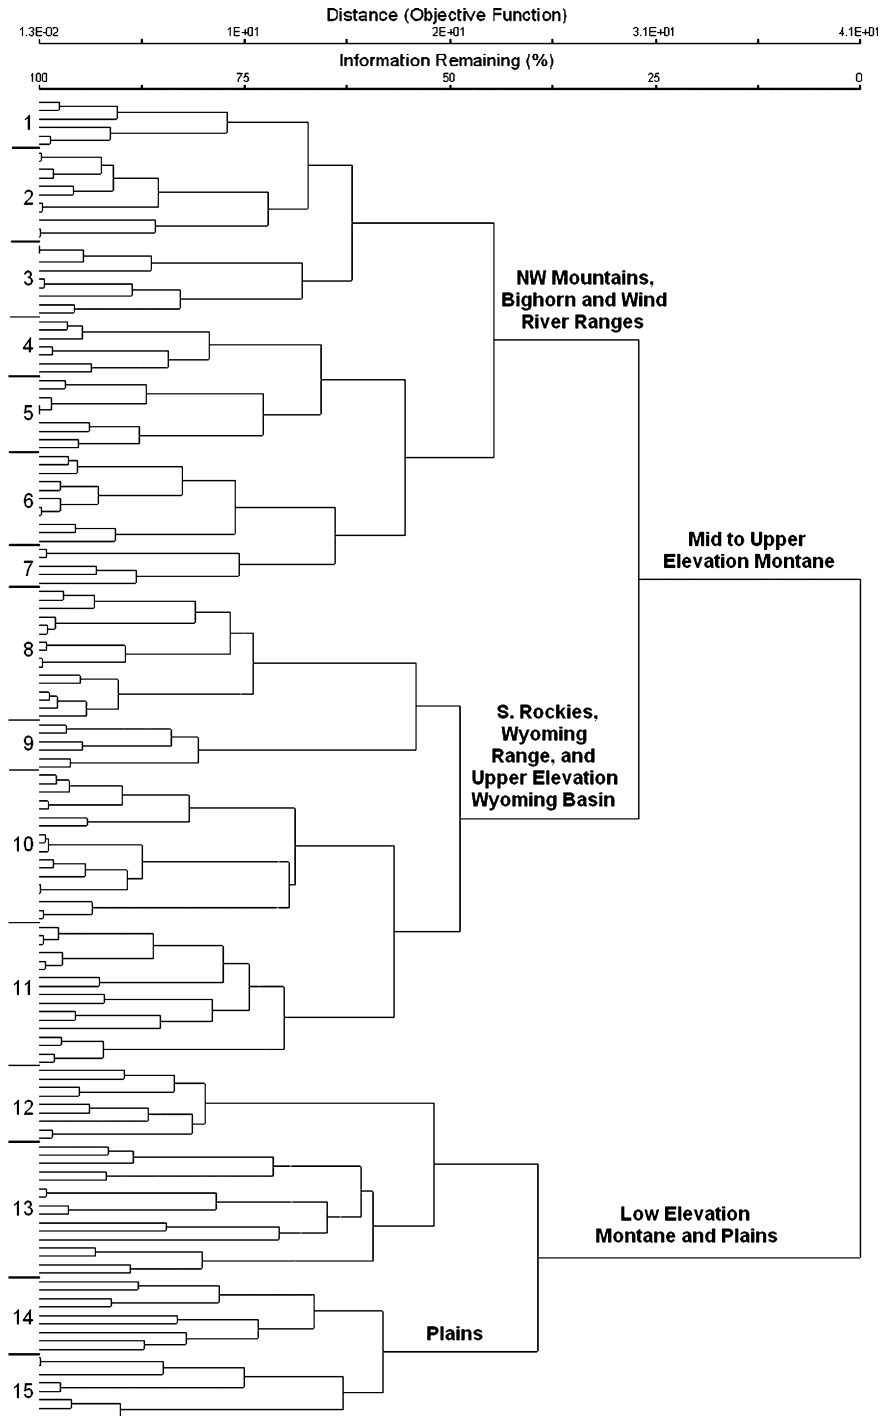 Distance (Objective Function)
1.3E-02 1E+01 2E+01 3.1E+01 4.1E+01
Information Remaining (%)
100 75 50 25 0
1
2
3
NW Mountains,
Bighorn and Wind
River Ranges
4
5
6
Mid to Upper
Elevation Montane
7
8
S. Rockies,
Wyoming
Range, and
Upper Elevation
Wyoming Basin
9
10
11
12
13
Low Elevation
Montane and Plains
14
Plains
15